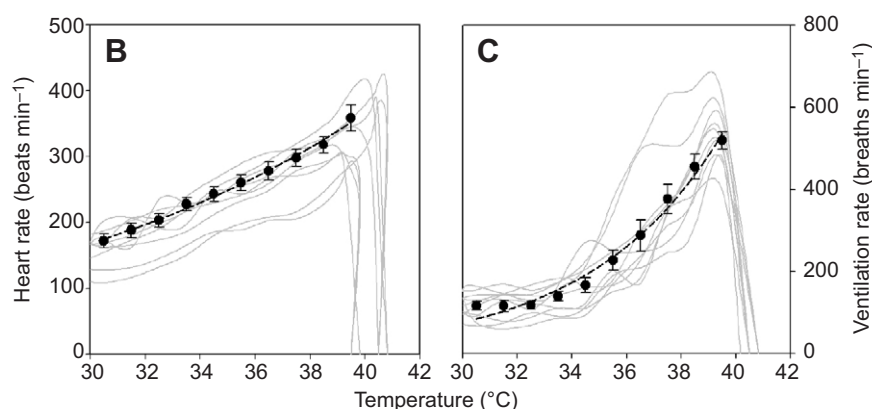 B
Heart rate (beats min–1)
500
400
300
200
100
0
30 32 34 36 38 40 42
C
Ventilation rate (breaths min–1)
800
600
400
200
0
30 32 34 36 38 40 42
Temperature (°C)